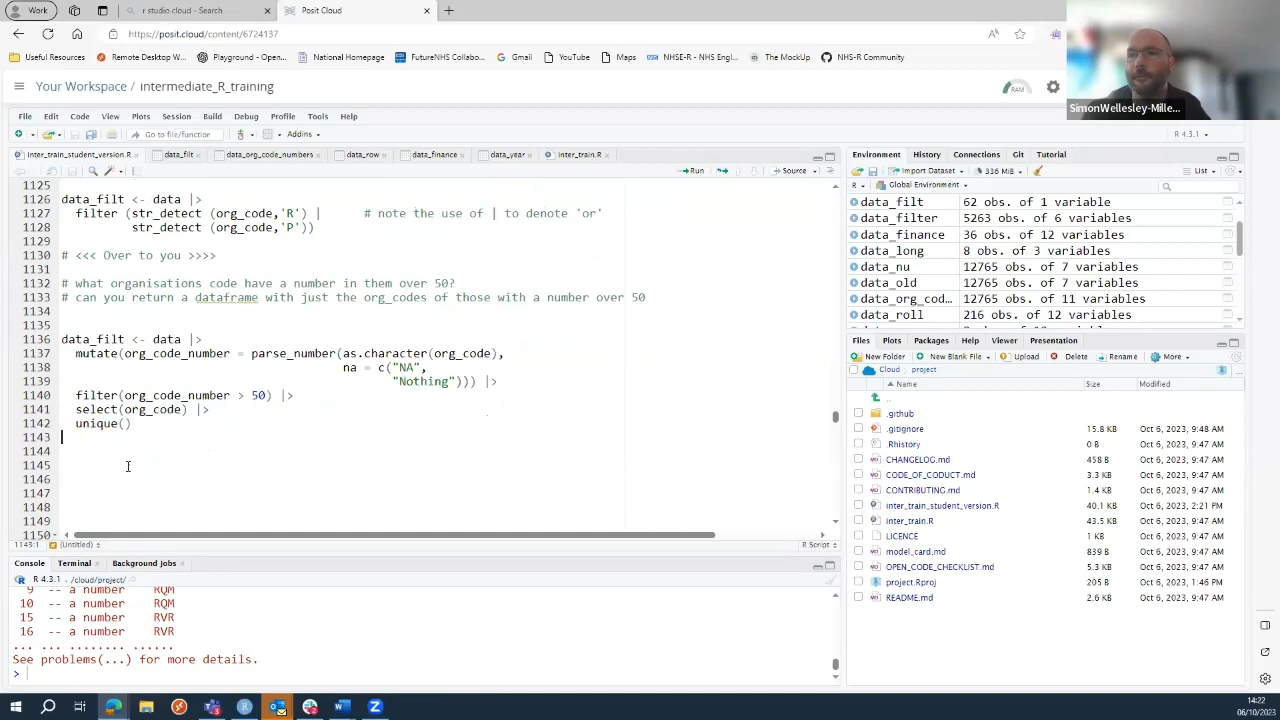 Work
r studio cloud - Search
Posit Cloud
https://posit.cloud/content/6724137
Useful Resources
Remote Desktop W...
Playground - Open...
National Homepage
FutureNHS Collabo...
Gmail
YouTube
Maps
NHSE-R - NHS Engl...
The MockUp
NHS-R Community
SimonWellesley-Mille...
Your Workspace / intermediate_R_training
RAM
File Edit Code View Plots Session Build Debug Profile Tools Help
Go to file/function
Addins
R 4.3.1
inter_train_student_version.R
data_filt
data_org_code_numbers
data_row
data_finance
data_year
inter_train.R
Run
Source
1125
1126 data_filt <- data |>
1127 filter (str_detect (org_code,'R') | # note the use of | to denote 'or'
1128 str_detect (org_code,'P'))
1129
1130 # <<< Over to you >>>>
1131
1132 # what organisations code have a number in them over 50?
1133 # can you return a dataframe with just the org_codes of those with a number over 50
1134
1135
1136 data_filt <- data |>
1137 mutate(org_code_number = parse_number(as.character(org_code),
1138 na = c("NA",
1139 "Nothing"))) |>
1140 filter(org_code_number > 50) |>
1141 select(org_code) |>
1142 unique()
1143
1144
1145
1146
1147
1148
1149
1150
1143:1 (Untitled)
R Script
Console Terminal Background Jobs
R 4.3.1 . /cloud/project/
9 -- a number RQM
10 -- a number RQM
15 -- a number RVR
16 -- a number RVR
... ... ........ ......
See problems(...) for more details.
>
Environment History Connections Git Tutorial
Import Dataset
336 MiB
List
R
Global Environment
data_filt 62 obs. of 1 variable
data_filter 5263 obs. of 6 variables
data_finance 36 obs. of 12 variables
data_long 8 obs. of 3 variables
data_nu 12765 obs. of 7 variables
data_old 12765 obs. of 7 variables
data_org_cod... 12765 obs. of 11 variables
data_roll 216 obs. of 12 variables
Files Plots Packages Help Viewer Presentation
New Folder New Blank File Upload Delete Rename More
Cloud project
Name Size Modified
..
.github
.gitignore 15.8 KB Oct 6, 2023, 9:48 AM
.Rhistory 0 B Oct 6, 2023, 9:47 AM
CHANGELOG.md 458 B Oct 6, 2023, 9:47 AM
CODE_OF_CODUCT.md 3.3 KB Oct 6, 2023, 9:47 AM
CONTRIBUTING.md 1.4 KB Oct 6, 2023, 9:47 AM
inter_train_student_version.R 40.1 KB Oct 6, 2023, 2:21 PM
inter_train.R 43.5 KB Oct 6, 2023, 9:47 AM
LICENCE 1 KB Oct 6, 2023, 9:47 AM
model_card.md 839 B Oct 6, 2023, 9:47 AM
OPEN_CODE_CHECKLIST.md 5.3 KB Oct 6, 2023, 9:47 AM
project.Rproj 205 B Oct 6, 2023, 1:46 PM
README.md 2.6 KB Oct 6, 2023, 9:47 AM
14:22
06/10/2023